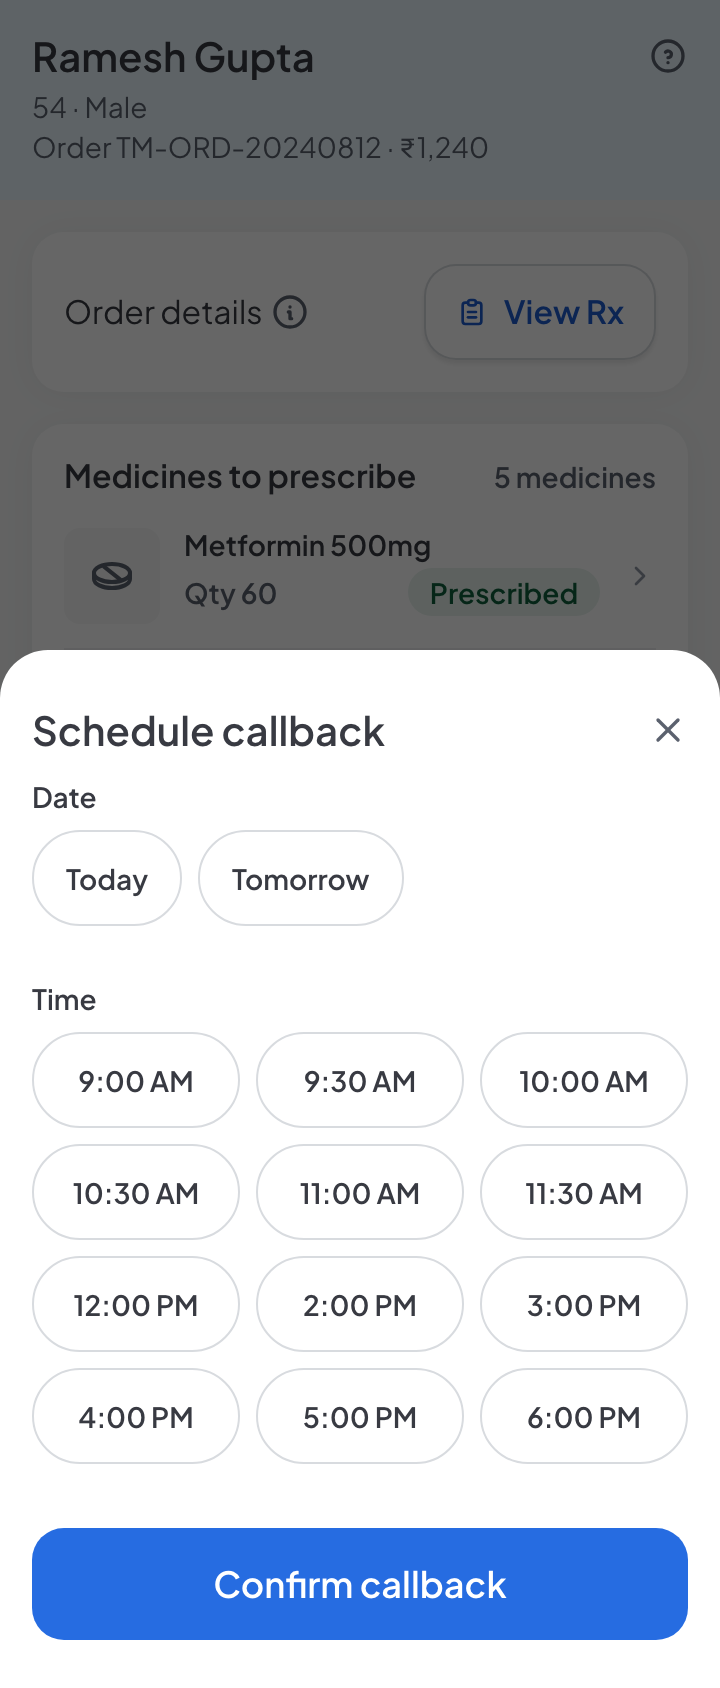 Ramesh Gupta
54 · Male
Order TM-ORD-20240812 · ₹1,240
Order details
View Rx
Medicines to prescribe
5 medicines
Metformin 500mg
Qty 60
Prescribed
Schedule callback
Date
Today
Tomorrow
Time
9:00 AM
9:30 AM
10:00 AM
10:30 AM
11:00 AM
11:30 AM
12:00 PM
2:00 PM
3:00 PM
4:00 PM
5:00 PM
6:00 PM
Confirm callback